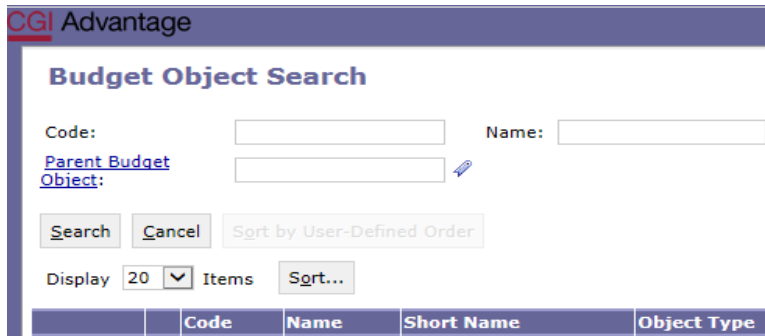 CGI Advantage
Budget Object Search
Code: Name:
Parent Budget
Object:
Search Cancel Sort by User-Defined Order
Display 20 Items Sort...
Code Name Short Name Object Type